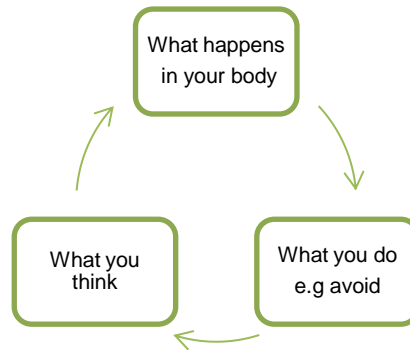 What happens
in your body
What you do
e.g avoid
What you
think